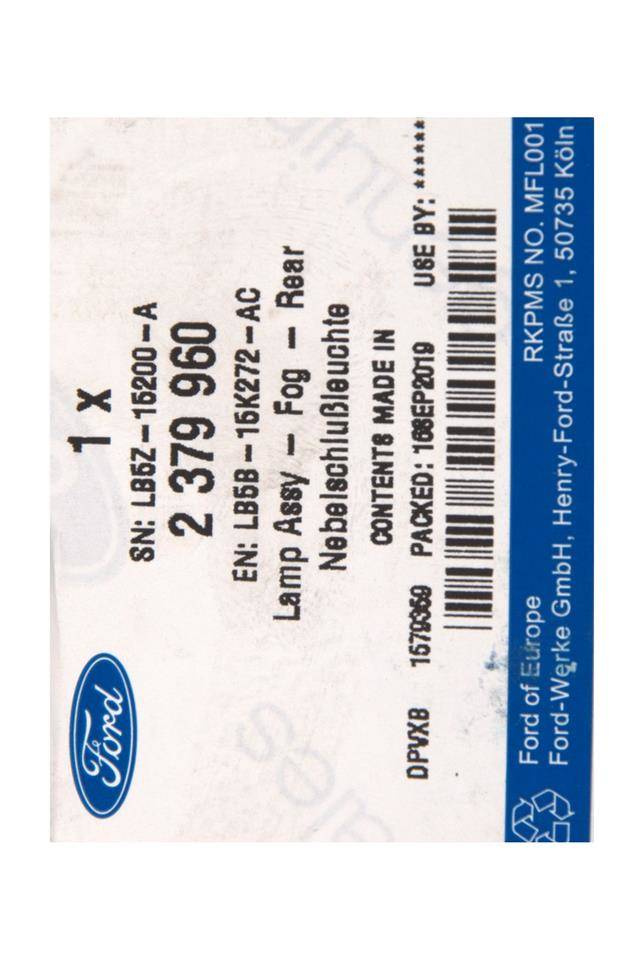 Ford
1 x
SN: LB5Z-15200-A
2 379 960
EN: LB5B-15K272-AC
Lamp Assy - Fog - Rear
Nebelschlußleuchte
CONTENTS MADE IN
DPVXB 1579359 PACKED: 16SEP2019 USE BY: ******
RKPMS NO. MFL001
Ford of Europe
Ford-Werke GmbH, Henry-Ford-Straße 1, 50735 Köln